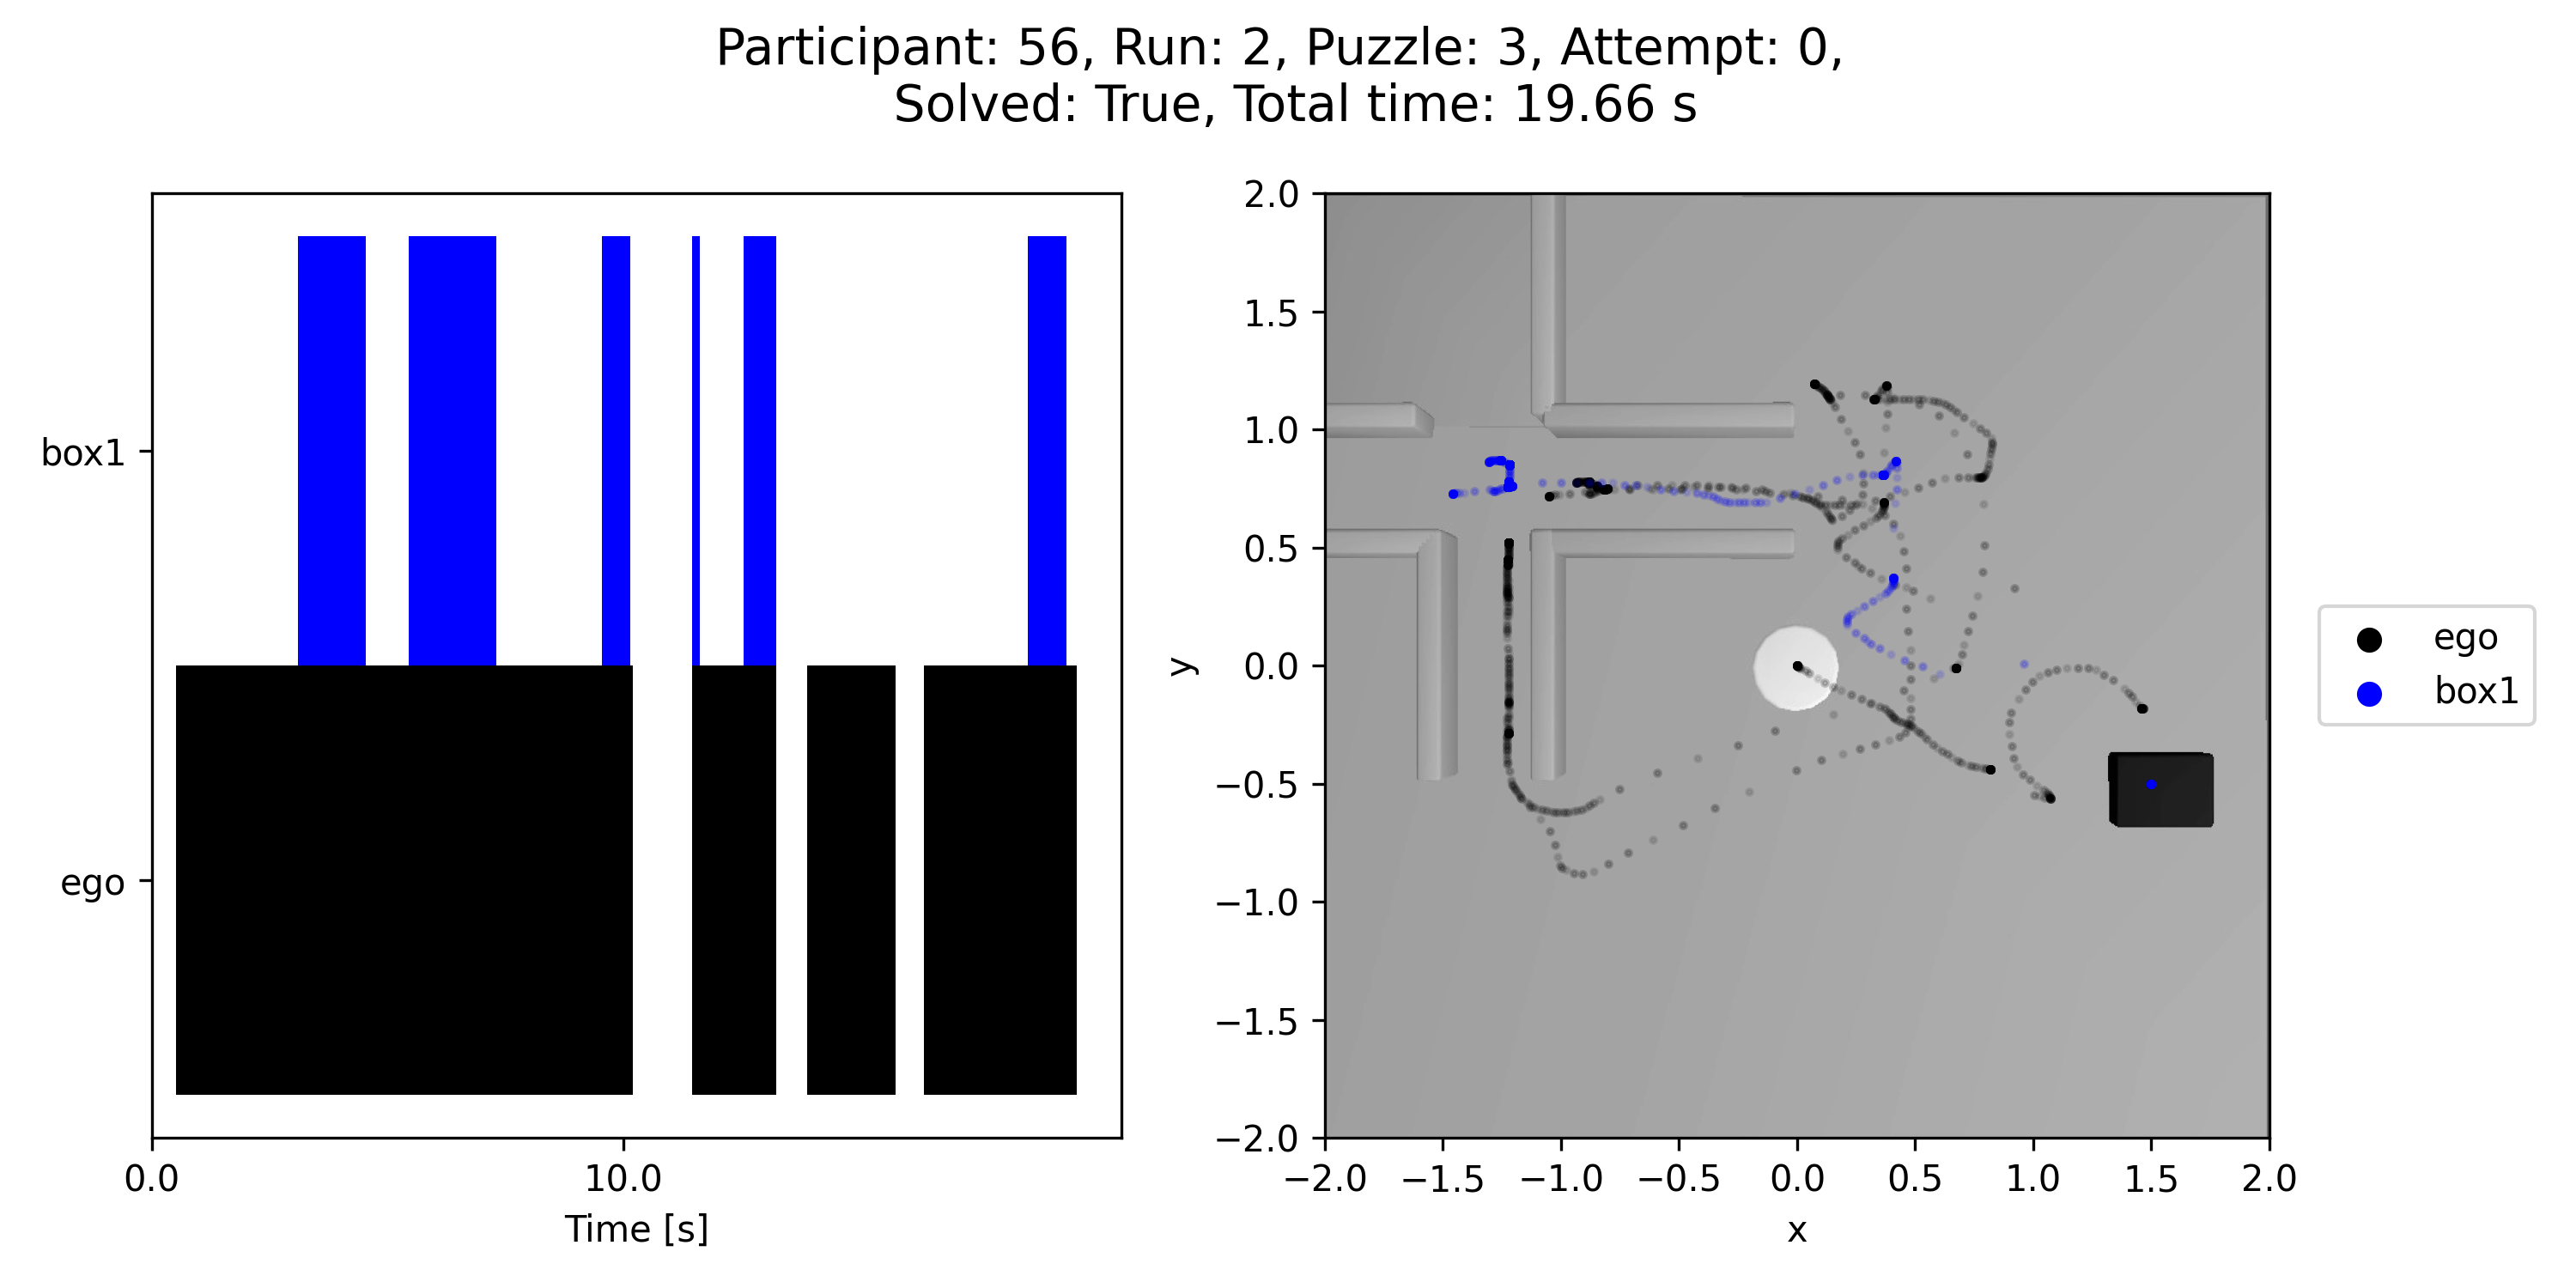 Participant: 56, Run: 2, Puzzle: 3, Attempt: 0,
Solved: True, Total time: 19.66 s
box1
ego
0.0 10.0
Time [s]
2.0
1.5
1.0
0.5
0.0
−0.5
−1.0
−1.5
−2.0
y
−2.0 −1.5 −1.0 −0.5 0.0 0.5 1.0 1.5 2.0
x
ego
box1